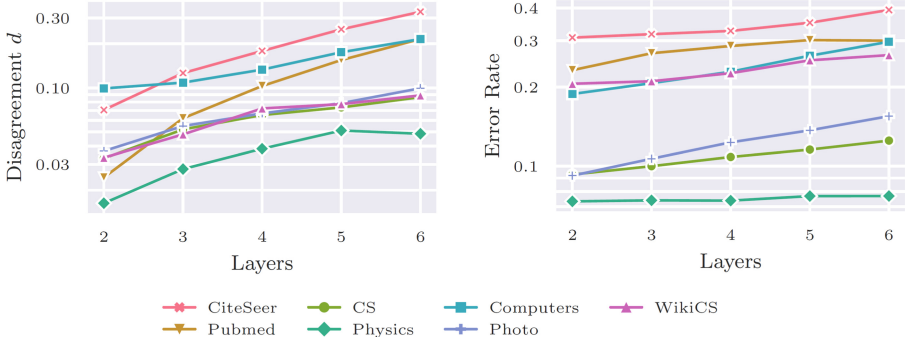 Disagreement d
0.30
0.10
0.03
2 3 4 5 6
Layers
Error Rate
0.4
0.3
0.2
0.1
2 3 4 5 6
Layers
CiteSeer CS Computers WikiCS
Pubmed Physics Photo